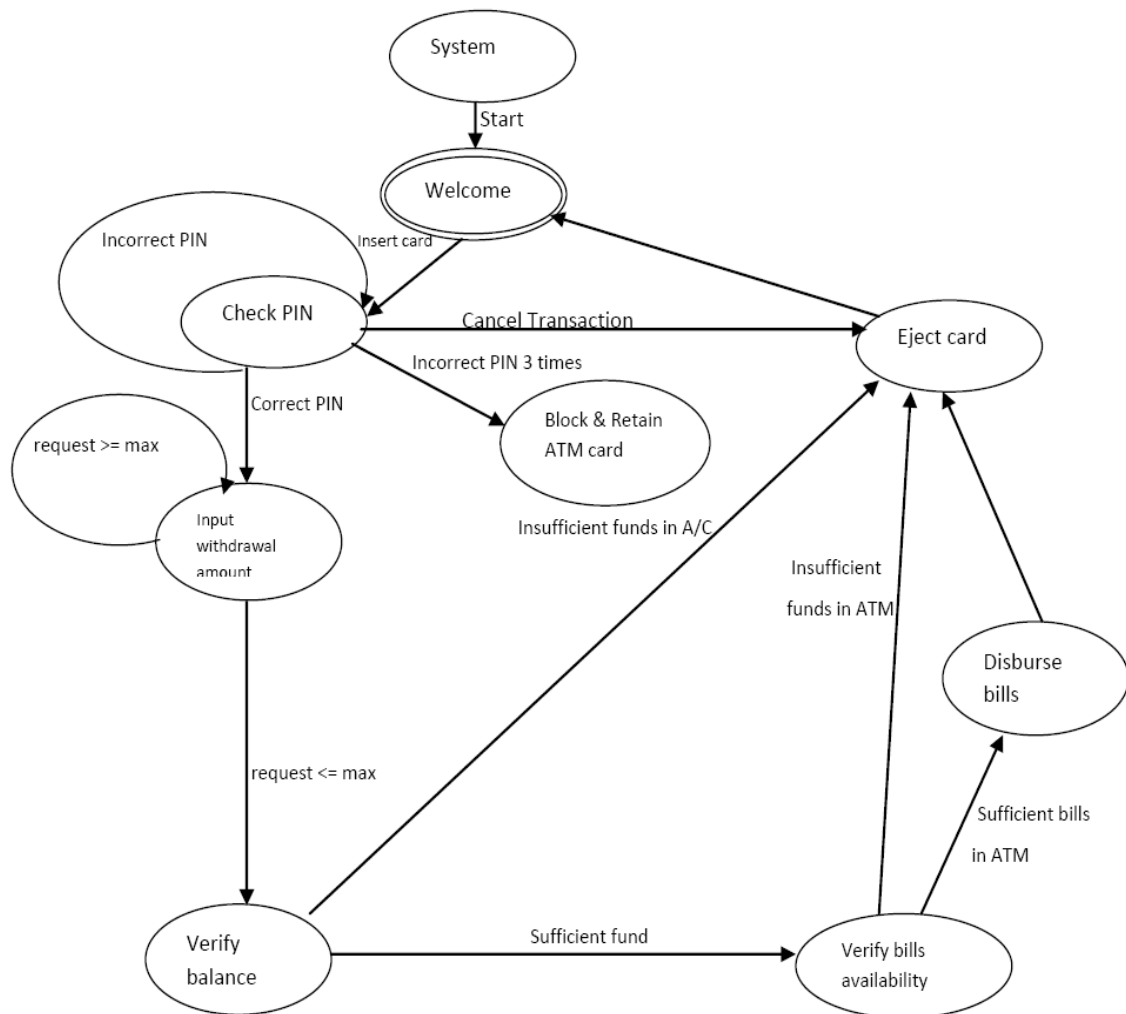 System
Start
Welcome
Incorrect PIN
Insert card
Check PIN
Cancel Transaction
Eject card
Incorrect PIN 3 times
Correct PIN
Block & Retain
ATM card
request >= max
Input
withdrawal
amount
Insufficient funds in A/C
Insufficient
funds in ATM
Disburse
bills
request <= max
Sufficient bills
in ATM
Verify
balance
Sufficient fund
Verify bills
availability